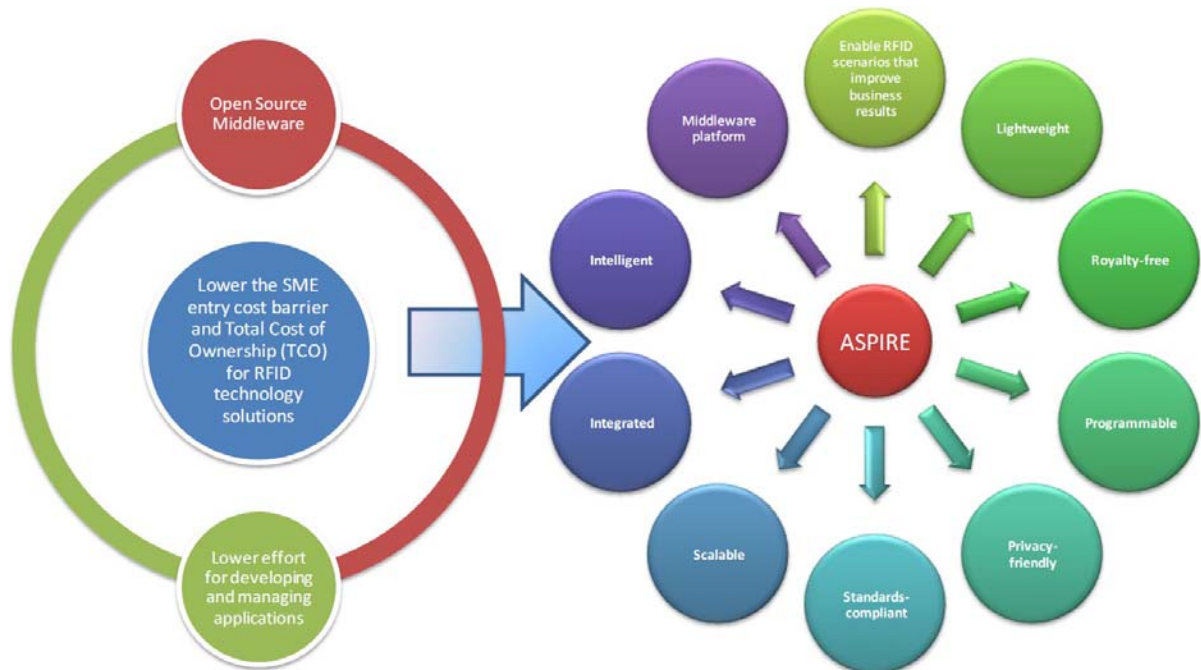 Open Source
Middleware
Lower the SME
entry cost barrier
and Total Cost of
Ownership (TCO)
for RFID
technology
solutions
Lower effort
for developing
and managing
applications
Enable RFID
scenarios that
improve
business
results
Lightweight
Royalty-free
Programmable
Privacy-
friendly
Standards-
compliant
Scalable
Integrated
Intelligent
Middleware
platform
ASPIRE